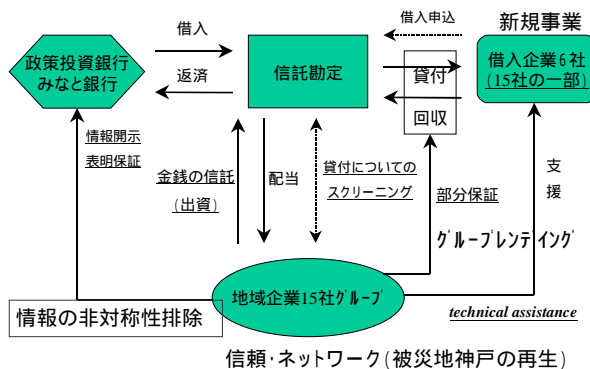 借入申込
新規事業
政策投資銀行
みなと銀行
借入
返済
信託勘定
貸付
回収
借入企業6社
(15社の一部)
情報開示
表明保証
金銭の信託
(出資)
配当
貸付についての
スクリーニング
部分保証
支
援
グループレンディング
地域企業15社グループ
情報の非対称性排除
technical assistance
信頼・ネットワーク(被災地神戸の再生)